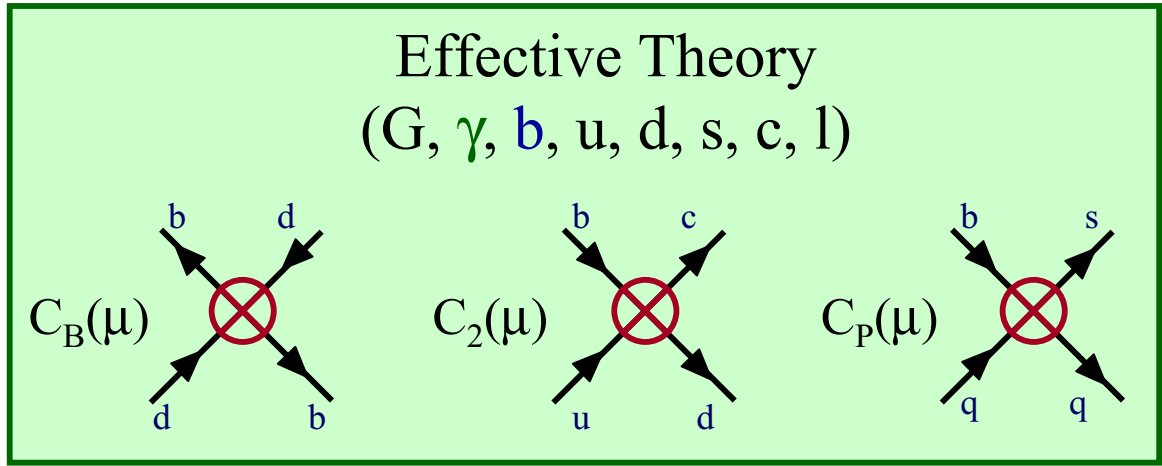 Effective Theory
(G, γ, b, u, d, s, c, l)
b d b c b s
C_B(μ) C_2(μ) C_P(μ)
d b u d q q